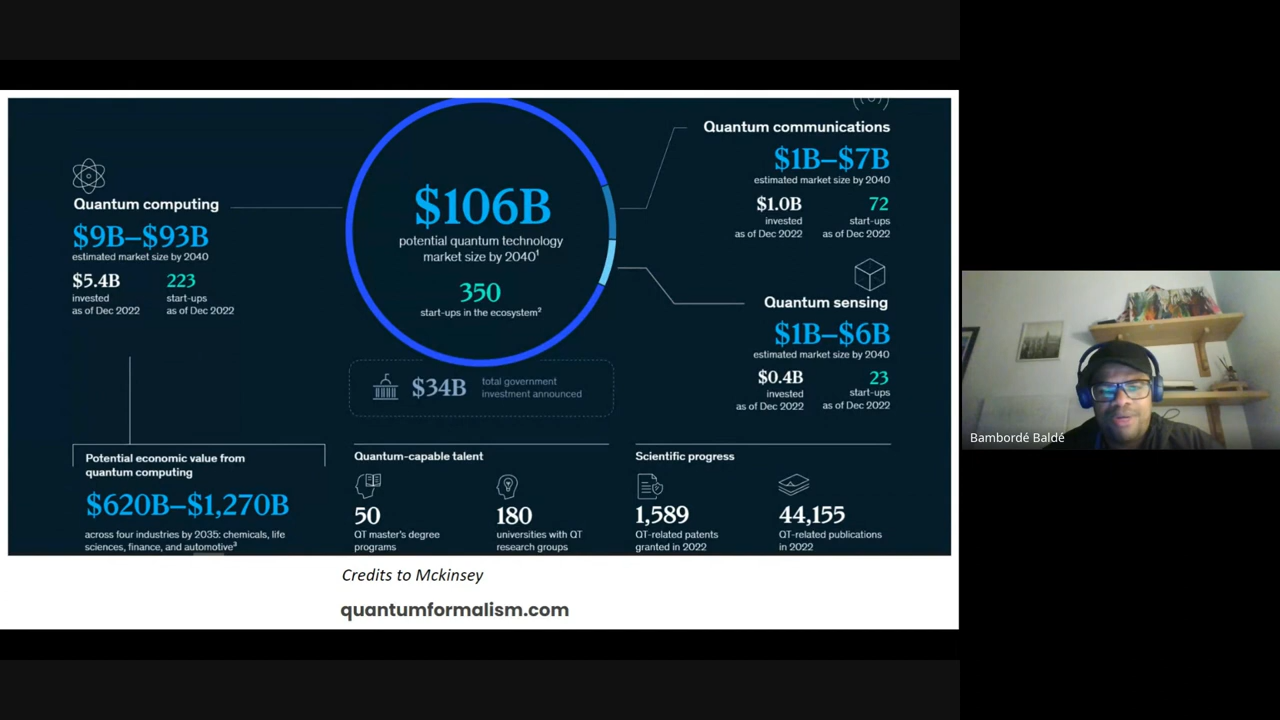 Quantum computing
$9B–$93B
estimated market size by 2040
$5.4B
invested
as of Dec 2022
223
start-ups
as of Dec 2022
$106B
potential quantum technology
market size by 2040¹
350
start-ups in the ecosystem²
$34B
total government
investment announced
Quantum communications
$1B–$7B
estimated market size by 2040
$1.0B
invested
as of Dec 2022
72
start-ups
as of Dec 2022
Quantum sensing
$1B–$6B
estimated market size by 2040
$0.4B
invested
as of Dec 2022
23
start-ups
as of Dec 2022
Potential economic value from
quantum computing
$620B–$1,270B
across four industries by 2035: chemicals, life
sciences, finance, and automotive³
Quantum-capable talent
50
QT master's degree
programs
180
universities with QT
research groups
Scientific progress
1,589
QT-related patents
granted in 2022
44,155
QT-related publications
in 2022
Credits to Mckinsey
quantumformalism.com
Bambordé Baldé